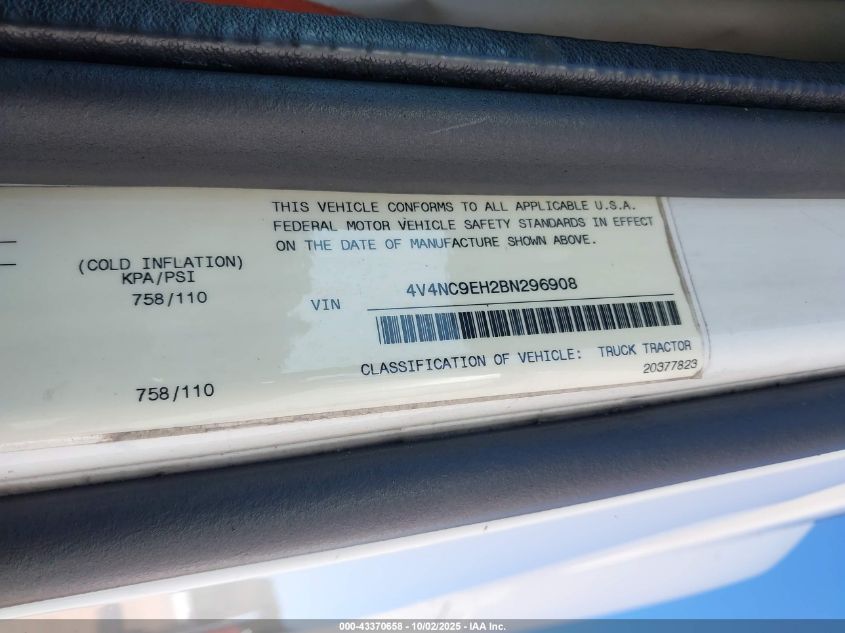 THIS VEHICLE CONFORMS TO ALL APPLICABLE U.S.A.
FEDERAL MOTOR VEHICLE SAFETY STANDARDS IN EFFECT
ON THE DATE OF MANUFACTURE SHOWN ABOVE.
(COLD INFLATION)
KPA/PSI
758/110
VIN 4V4NC9EH2BN296908
CLASSIFICATION OF VEHICLE: TRUCK TRACTOR
20377823
758/110
000-43370658 - 10/02/2025 - IAA Inc.